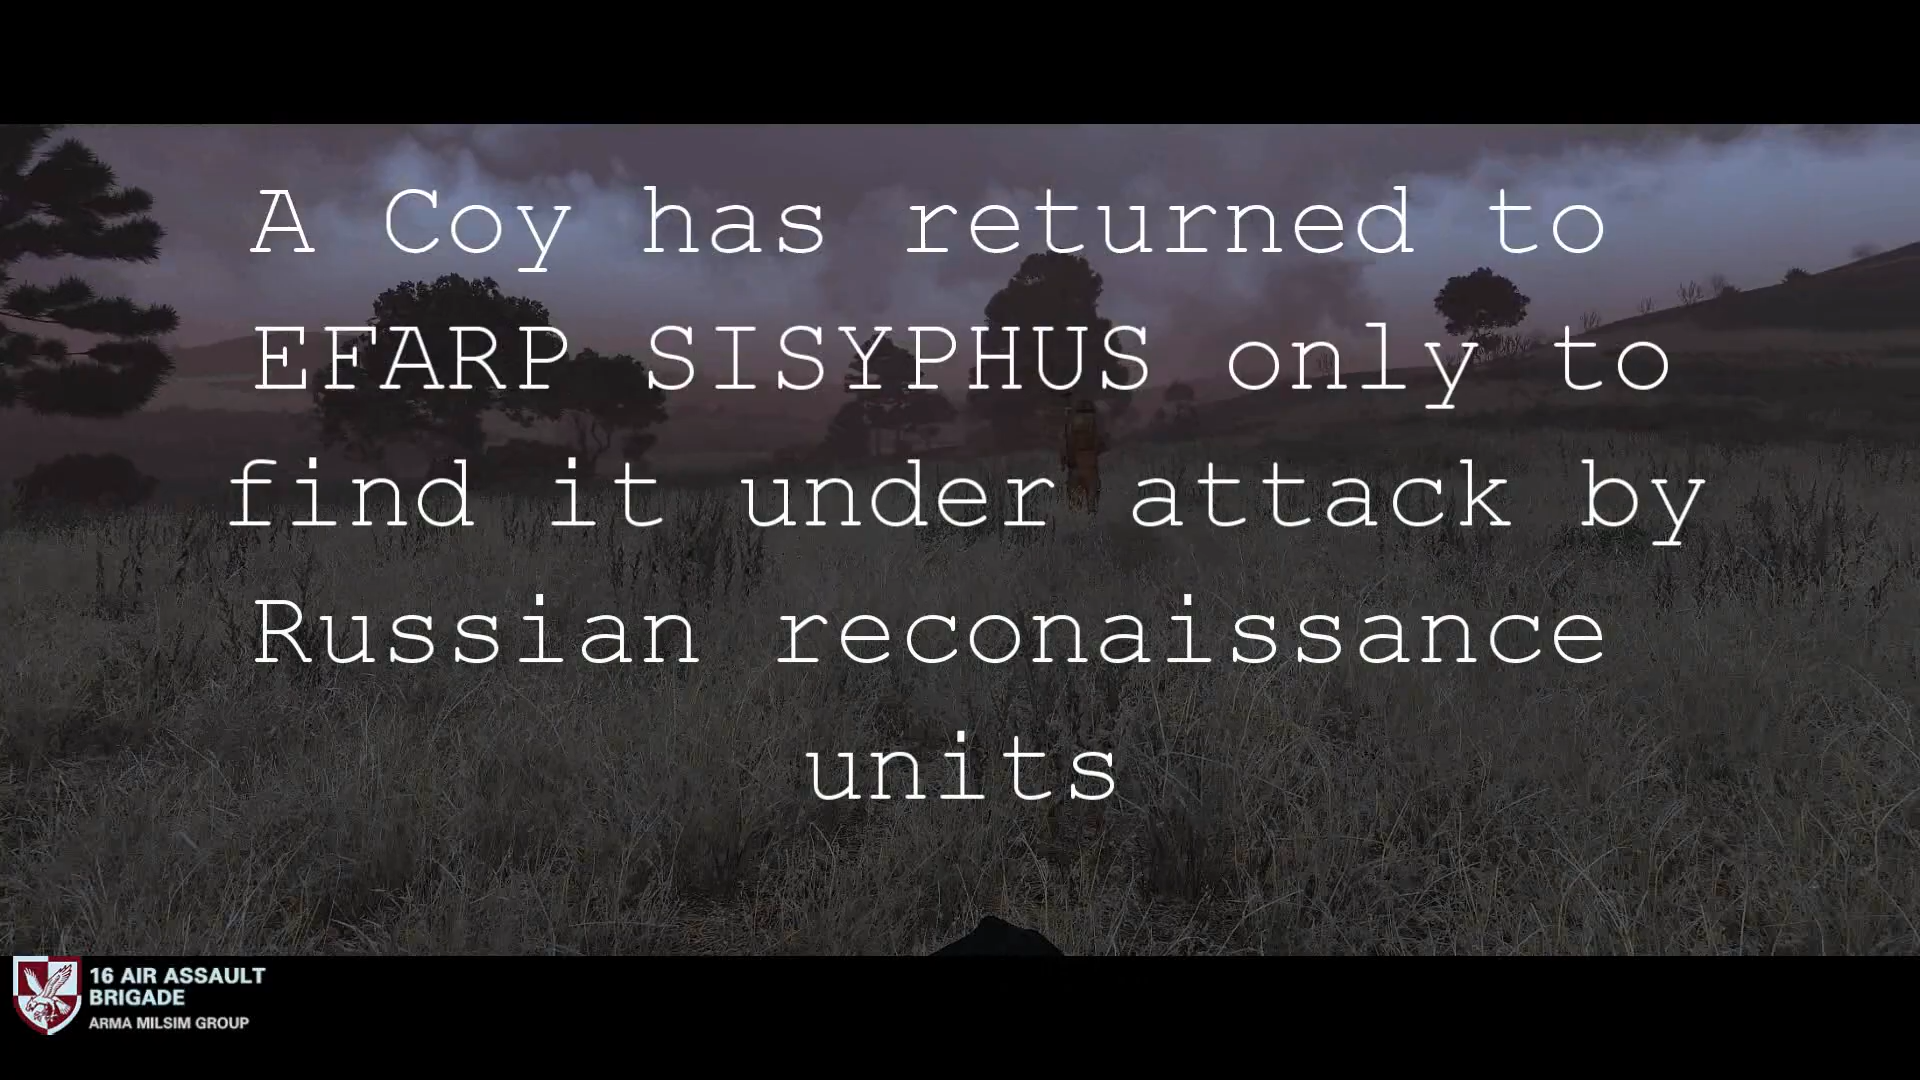 A Coy has returned to
EFARP SISYPHUS only to
find it under attack by
Russian reconaissance
units
16 AIR ASSAULT
BRIGADE
ARMA MILSIM GROUP